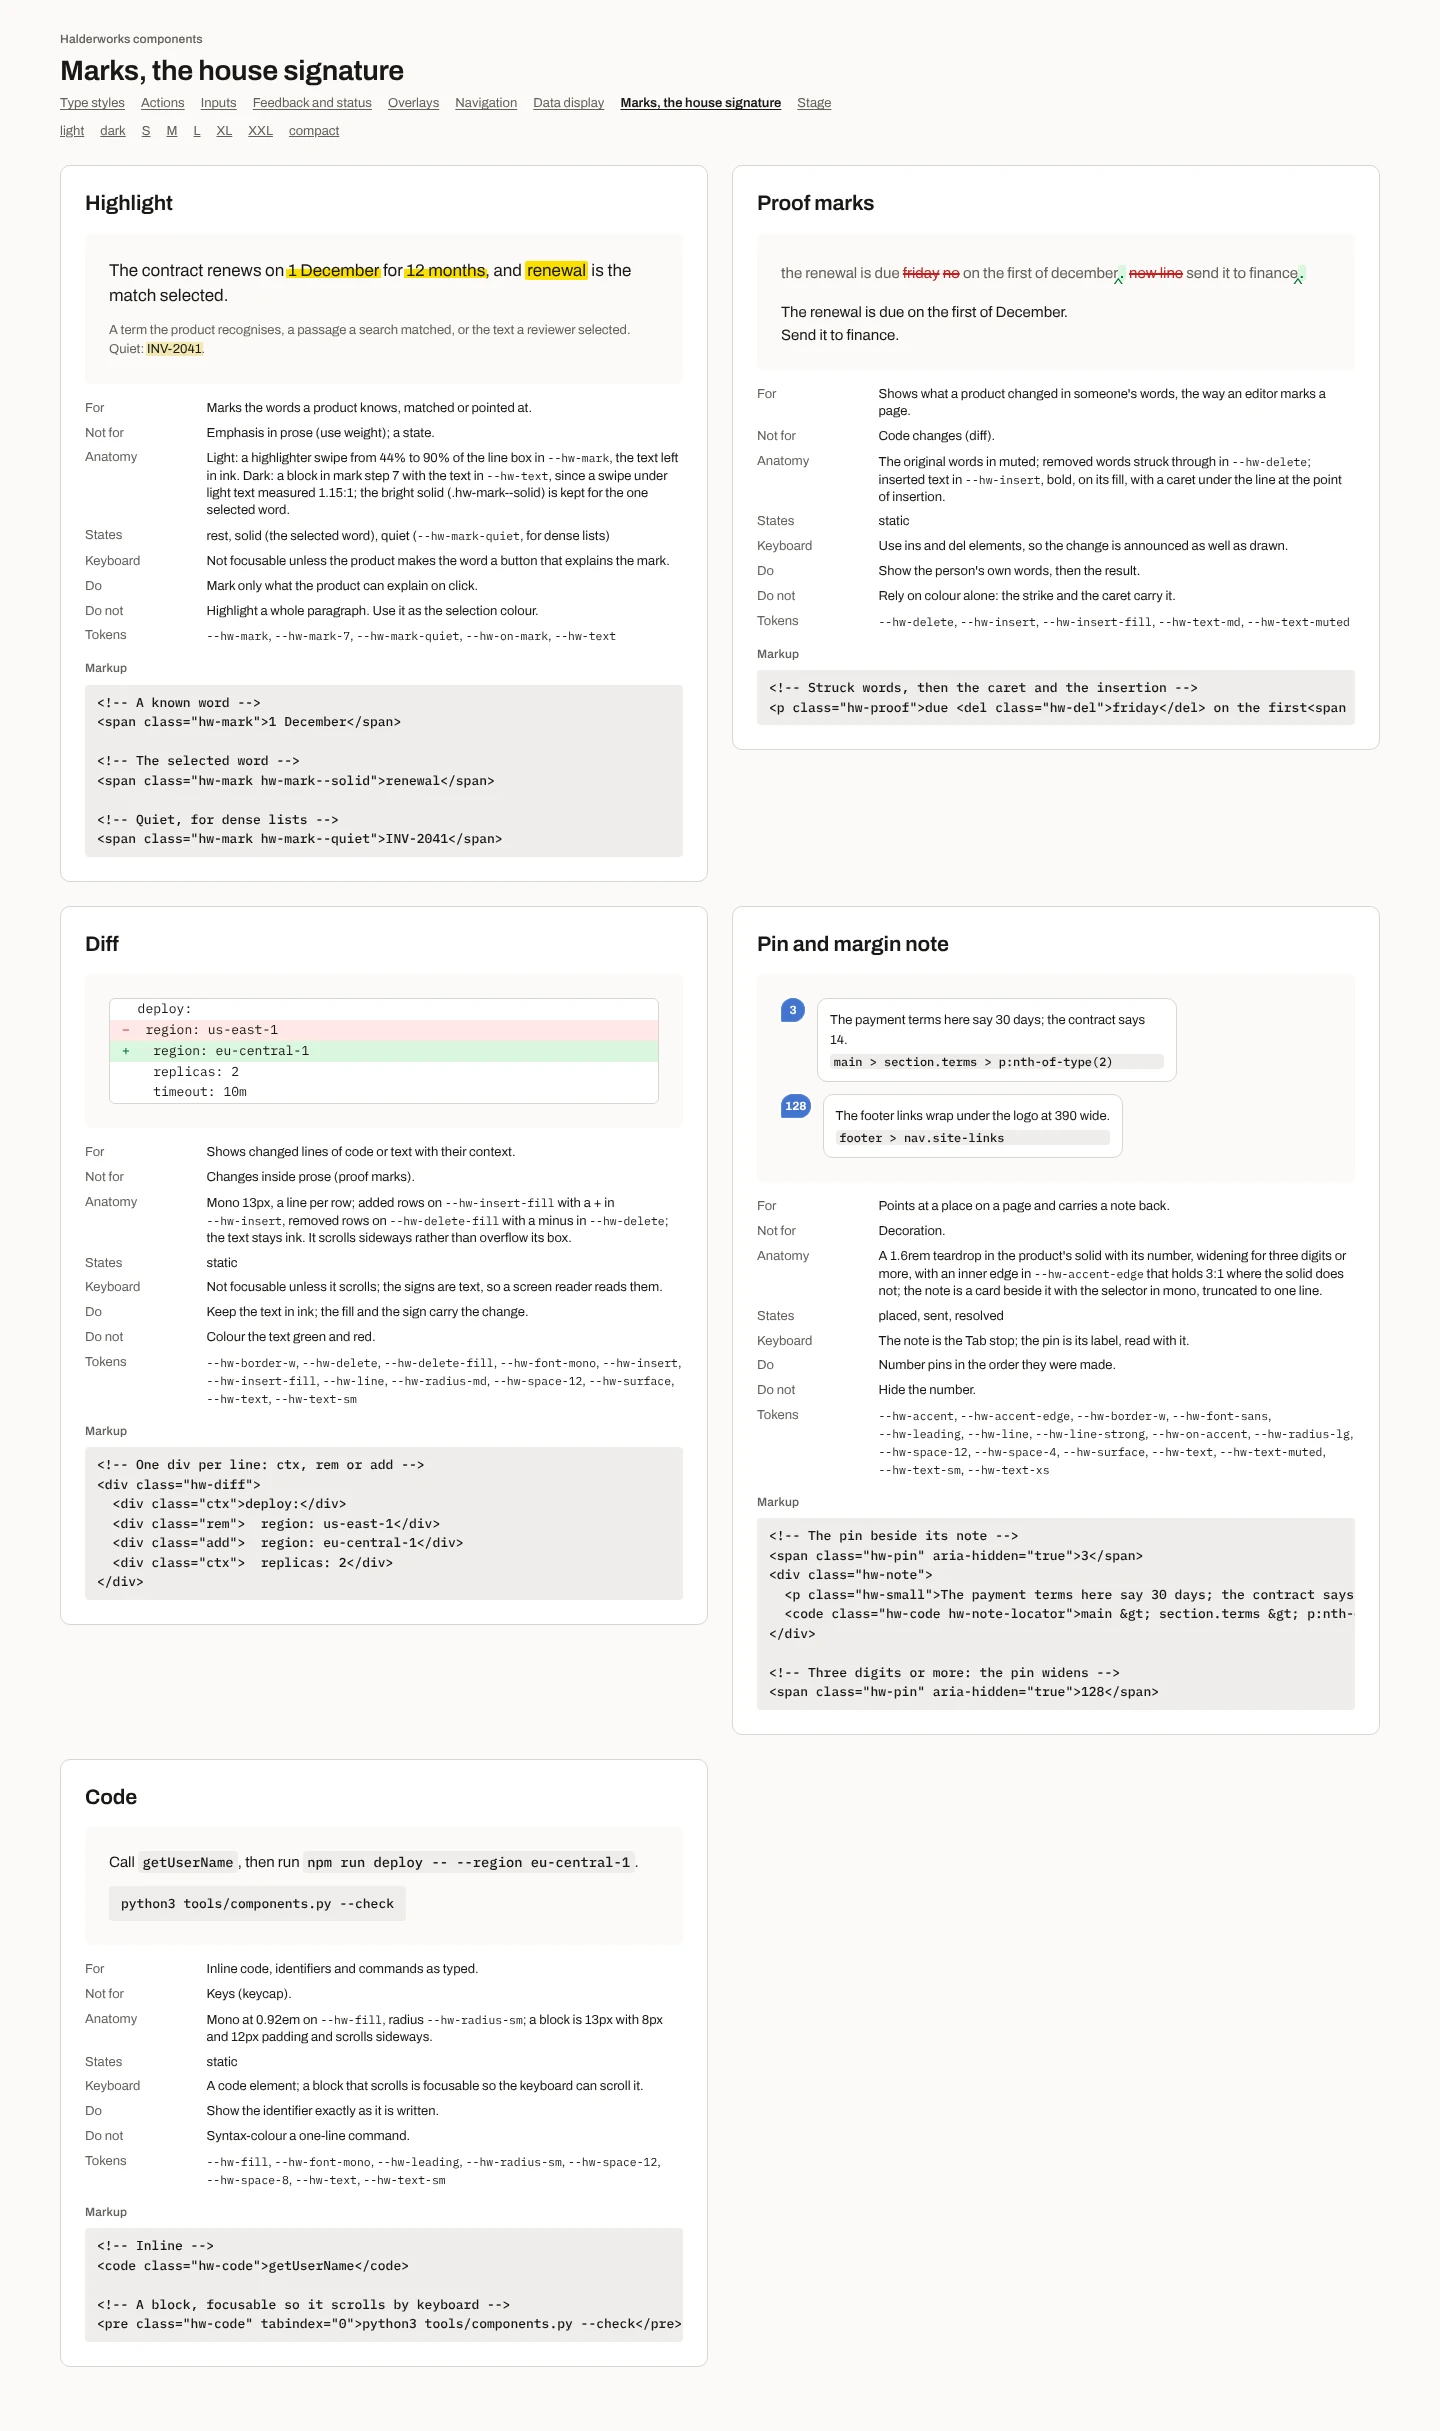 Halderworks components
Marks, the house signature
Type styles Actions Inputs Feedback and status Overlays Navigation Data display Marks, the house signature Stage
light dark S M L XL XXL compact
Highlight
The contract renews on 1 December for 12 months, and renewal is the
match selected.
A term the product recognises, a passage a search matched, or the text a reviewer selected.
Quiet: INV-2041.
For Marks the words a product knows, matched or pointed at.
Not for Emphasis in prose (use weight); a state.
Anatomy Light: a highlighter swipe from 44% to 90% of the line box in --hw-mark, the text left
in ink. Dark: a block in mark step 7 with the text in --hw-text, since a swipe under
light text measured 1.15:1; the bright solid (.hw-mark--solid) is kept for the one
selected word.
States rest, solid (the selected word), quiet (--hw-mark-quiet, for dense lists)
Keyboard Not focusable unless the product makes the word a button that explains the mark.
Do Mark only what the product can explain on click.
Do not Highlight a whole paragraph. Use it as the selection colour.
Tokens --hw-mark, --hw-mark-7, --hw-mark-quiet, --hw-on-mark, --hw-text
Markup
<!-- A known word -->
<span class="hw-mark">1 December</span>
<!-- The selected word -->
<span class="hw-mark hw-mark--solid">renewal</span>
<!-- Quiet, for dense lists -->
<span class="hw-mark hw-mark--quiet">INV-2041</span>
Proof marks
the renewal is due friday no on the first of december. new line send it to finance.
The renewal is due on the first of December.
Send it to finance.
For Shows what a product changed in someone's words, the way an editor marks a
page.
Not for Code changes (diff).
Anatomy The original words in muted; removed words struck through in --hw-delete;
inserted text in --hw-insert, bold, on its fill, with a caret under the line at the point
of insertion.
States static
Keyboard Use ins and del elements, so the change is announced as well as drawn.
Do Show the person's own words, then the result.
Do not Rely on colour alone: the strike and the caret carry it.
Tokens --hw-delete, --hw-insert, --hw-insert-fill, --hw-text-md, --hw-text-muted
Markup
<!-- Struck words, then the caret and the insertion -->
<p class="hw-proof">due <del class="hw-del">friday</del> on the first<span
Diff
deploy:
− region: us-east-1
+ region: eu-central-1
replicas: 2
timeout: 10m
For Shows changed lines of code or text with their context.
Not for Changes inside prose (proof marks).
Anatomy Mono 13px, a line per row; added rows on --hw-insert-fill with a + in
--hw-insert, removed rows on --hw-delete-fill with a minus in --hw-delete;
the text stays ink. It scrolls sideways rather than overflow its box.
States static
Keyboard Not focusable unless it scrolls; the signs are text, so a screen reader reads them.
Do Keep the text in ink; the fill and the sign carry the change.
Do not Colour the text green and red.
Tokens --hw-border-w, --hw-delete, --hw-delete-fill, --hw-font-mono, --hw-insert,
--hw-insert-fill, --hw-line, --hw-radius-md, --hw-space-12, --hw-surface,
--hw-text, --hw-text-sm
Markup
<!-- One div per line: ctx, rem or add -->
<div class="hw-diff">
  <div class="ctx">deploy:</div>
  <div class="rem">  region: us-east-1</div>
  <div class="add">  region: eu-central-1</div>
  <div class="ctx">  replicas: 2</div>
</div>
Pin and margin note
3 The payment terms here say 30 days; the contract says
14.
main > section.terms > p:nth-of-type(2)
128 The footer links wrap under the logo at 390 wide.
footer > nav.site-links
For Points at a place on a page and carries a note back.
Not for Decoration.
Anatomy A 1.6rem teardrop in the product's solid with its number, widening for three digits or
more, with an inner edge in --hw-accent-edge that holds 3:1 where the solid does
not; the note is a card beside it with the selector in mono, truncated to one line.
States placed, sent, resolved
Keyboard The note is the Tab stop; the pin is its label, read with it.
Do Number pins in the order they were made.
Do not Hide the number.
Tokens --hw-accent, --hw-accent-edge, --hw-border-w, --hw-font-sans,
--hw-leading, --hw-line, --hw-line-strong, --hw-on-accent, --hw-radius-lg,
--hw-space-12, --hw-space-4, --hw-surface, --hw-text, --hw-text-muted,
--hw-text-sm, --hw-text-xs
Markup
<!-- The pin beside its note -->
<span class="hw-pin" aria-hidden="true">3</span>
<div class="hw-note">
  <p class="hw-small">The payment terms here say 30 days; the contract says
  <code class="hw-code hw-note-locator">main &gt; section.terms &gt; p:nth-
</div>
<!-- Three digits or more: the pin widens -->
<span class="hw-pin" aria-hidden="true">128</span>
Code
Call getUserName, then run npm run deploy -- --region eu-central-1.
python3 tools/components.py --check
For Inline code, identifiers and commands as typed.
Not for Keys (keycap).
Anatomy Mono at 0.92em on --hw-fill, radius --hw-radius-sm; a block is 13px with 8px
and 12px padding and scrolls sideways.
States static
Keyboard A code element; a block that scrolls is focusable so the keyboard can scroll it.
Do Show the identifier exactly as it is written.
Do not Syntax-colour a one-line command.
Tokens --hw-fill, --hw-font-mono, --hw-leading, --hw-radius-sm, --hw-space-12,
--hw-space-8, --hw-text, --hw-text-sm
Markup
<!-- Inline -->
<code class="hw-code">getUserName</code>
<!-- A block, focusable so it scrolls by keyboard -->
<pre class="hw-code" tabindex="0">python3 tools/components.py --check</pre>